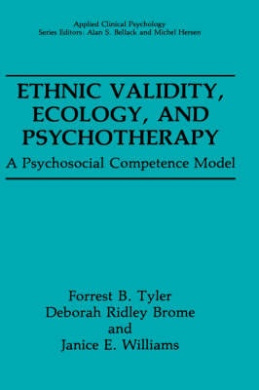 Applied Clinical Psychology
Series Editors: Alan S. Bellack and Michel Hersen
ETHNIC VALIDITY,
ECOLOGY, AND
PSYCHOTHERAPY
A Psychosocial Competence Model
Forrest B. Tyler
Deborah Ridley Brome
and
Janice E. Williams